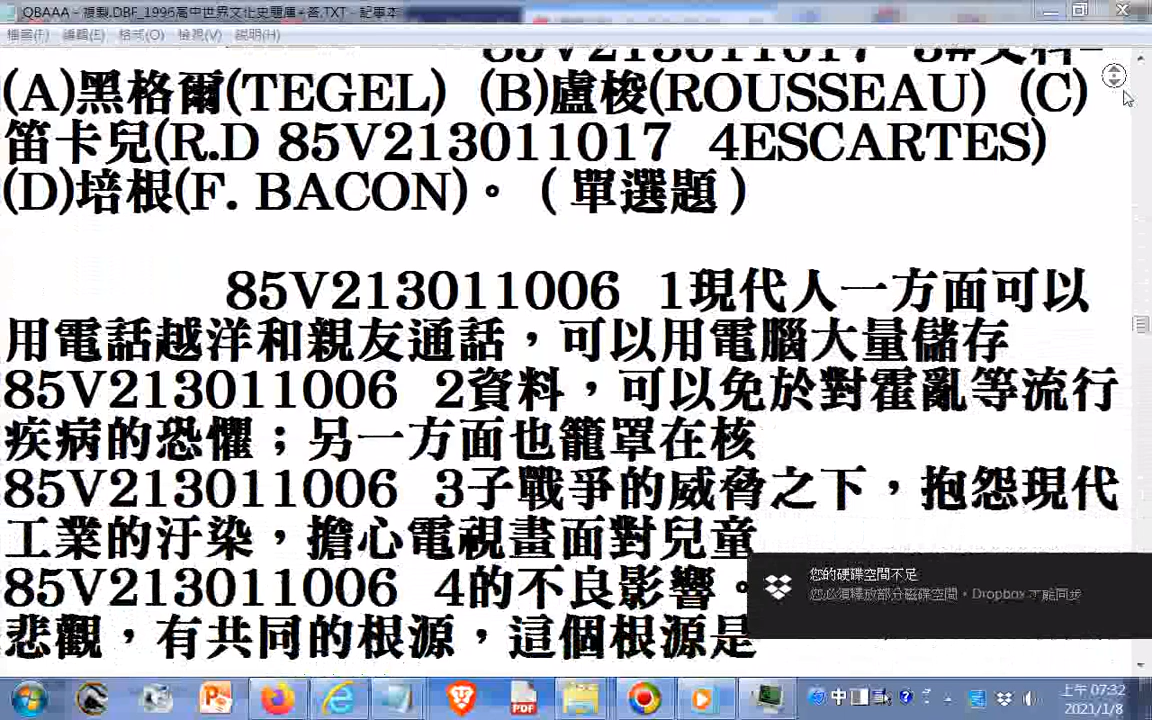 QBAAA - 複製.DBF_1996高中世界文化史題庫+答.TXT - 記事本
檔案(F) 編輯(E) 格式(O) 檢視(V) 說明(H)
85V213011017
(A)黑格爾(TEGEL) (B)盧梭(ROUSSEAU) (C)
笛卡兒(R.D 85V213011017 4ESCARTES)
(D)培根(F. BACON)。（單選題）
85V213011006 1現代人一方面可以
用電話越洋和親友通話，可以用電腦大量儲存
85V213011006 2資料，可以免於對霍亂等流行
疾病的恐懼；另一方面也籠罩在核
85V213011006 3子戰爭的威脅之下，抱怨現代
工業的汙染，擔心電視畫面對兒童
85V213011006 4的不良影響。
悲觀，有共同的根源，這個根源是
您的硬碟空間不足
您必須釋放部分磁碟空間，Dropbox 才能同步
PDF
中
上午 07:32
2021/1/8